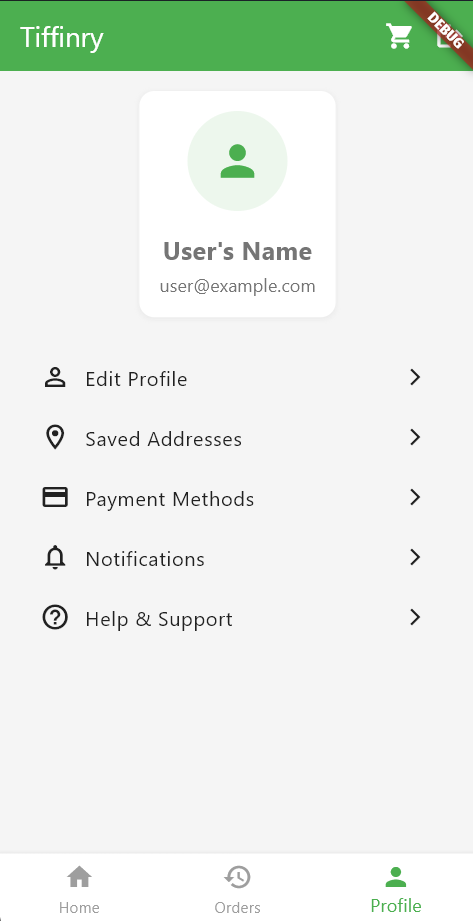 Tiffinry
DEBUG
User's Name
user@example.com
Edit Profile
Saved Addresses
Payment Methods
Notifications
Help & Support
Home
Orders
Profile